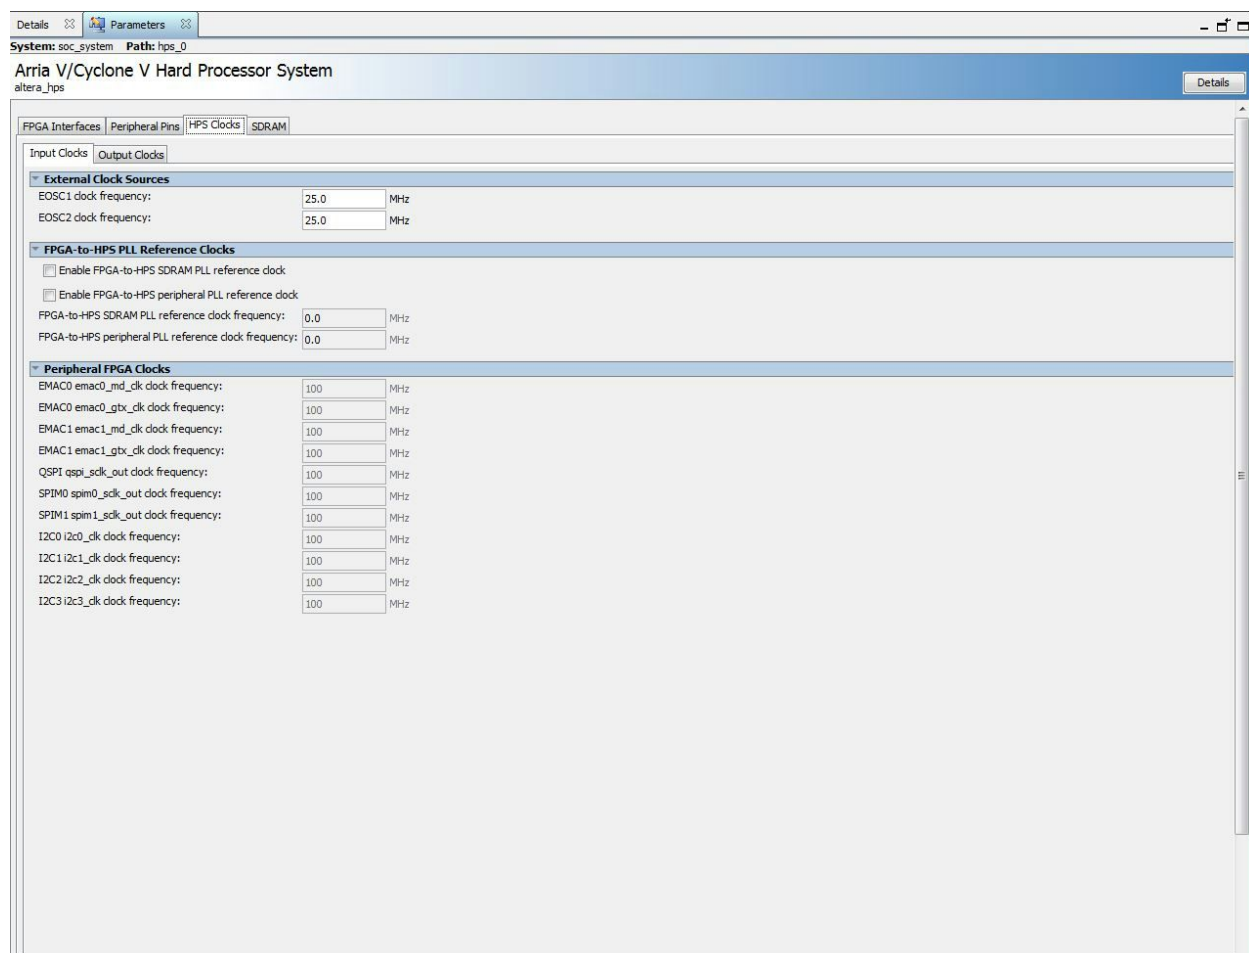 Details Parameters
System: soc_system Path: hps_0
Arria V/Cyclone V Hard Processor System
altera_hps
Details
FPGA Interfaces Peripheral Pins HPS Clocks SDRAM
Input Clocks Output Clocks
External Clock Sources
EOSC1 clock frequency: 25.0 MHz
EOSC2 clock frequency: 25.0 MHz
FPGA-to-HPS PLL Reference Clocks
Enable FPGA-to-HPS SDRAM PLL reference clock
Enable FPGA-to-HPS peripheral PLL reference clock
FPGA-to-HPS SDRAM PLL reference clock frequency: 0.0 MHz
FPGA-to-HPS peripheral PLL reference clock frequency: 0.0 MHz
Peripheral FPGA Clocks
EMAC0 emac0_md_clk clock frequency: 100 MHz
EMAC0 emac0_gtx_clk clock frequency: 100 MHz
EMAC1 emac1_md_clk clock frequency: 100 MHz
EMAC1 emac1_gtx_clk clock frequency: 100 MHz
QSPI qspi_sclk_out clock frequency: 100 MHz
SPIM0 spim0_sclk_out clock frequency: 100 MHz
SPIM1 spim1_sclk_out clock frequency: 100 MHz
I2C0 i2c0_clk clock frequency: 100 MHz
I2C1 i2c1_clk clock frequency: 100 MHz
I2C2 i2c2_clk clock frequency: 100 MHz
I2C3 i2c3_clk clock frequency: 100 MHz